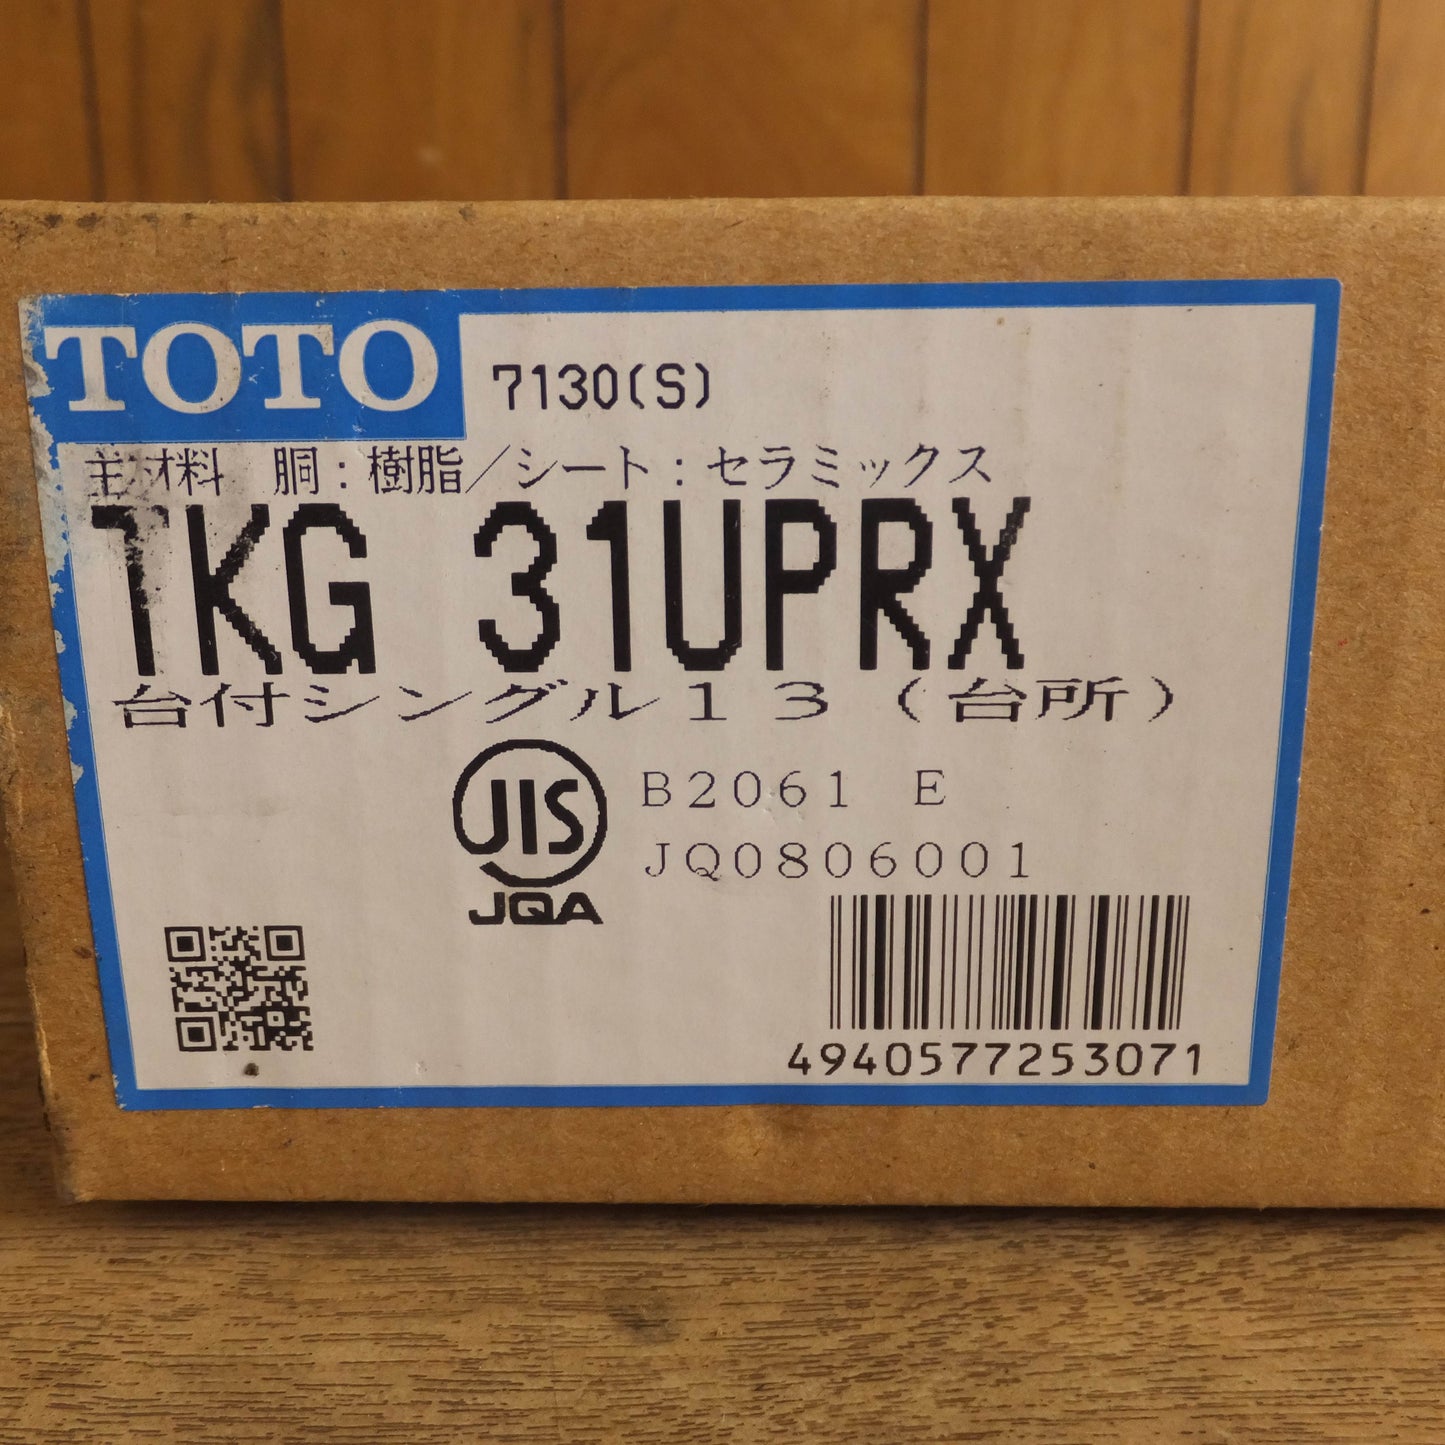 TOTO 7130(S)
主材料 胴:樹脂/シート:セラミックス
TKG 31UPRX
台付シングル13(台所)
JIS B2061 E
JQA JQ0806001
4940577253071